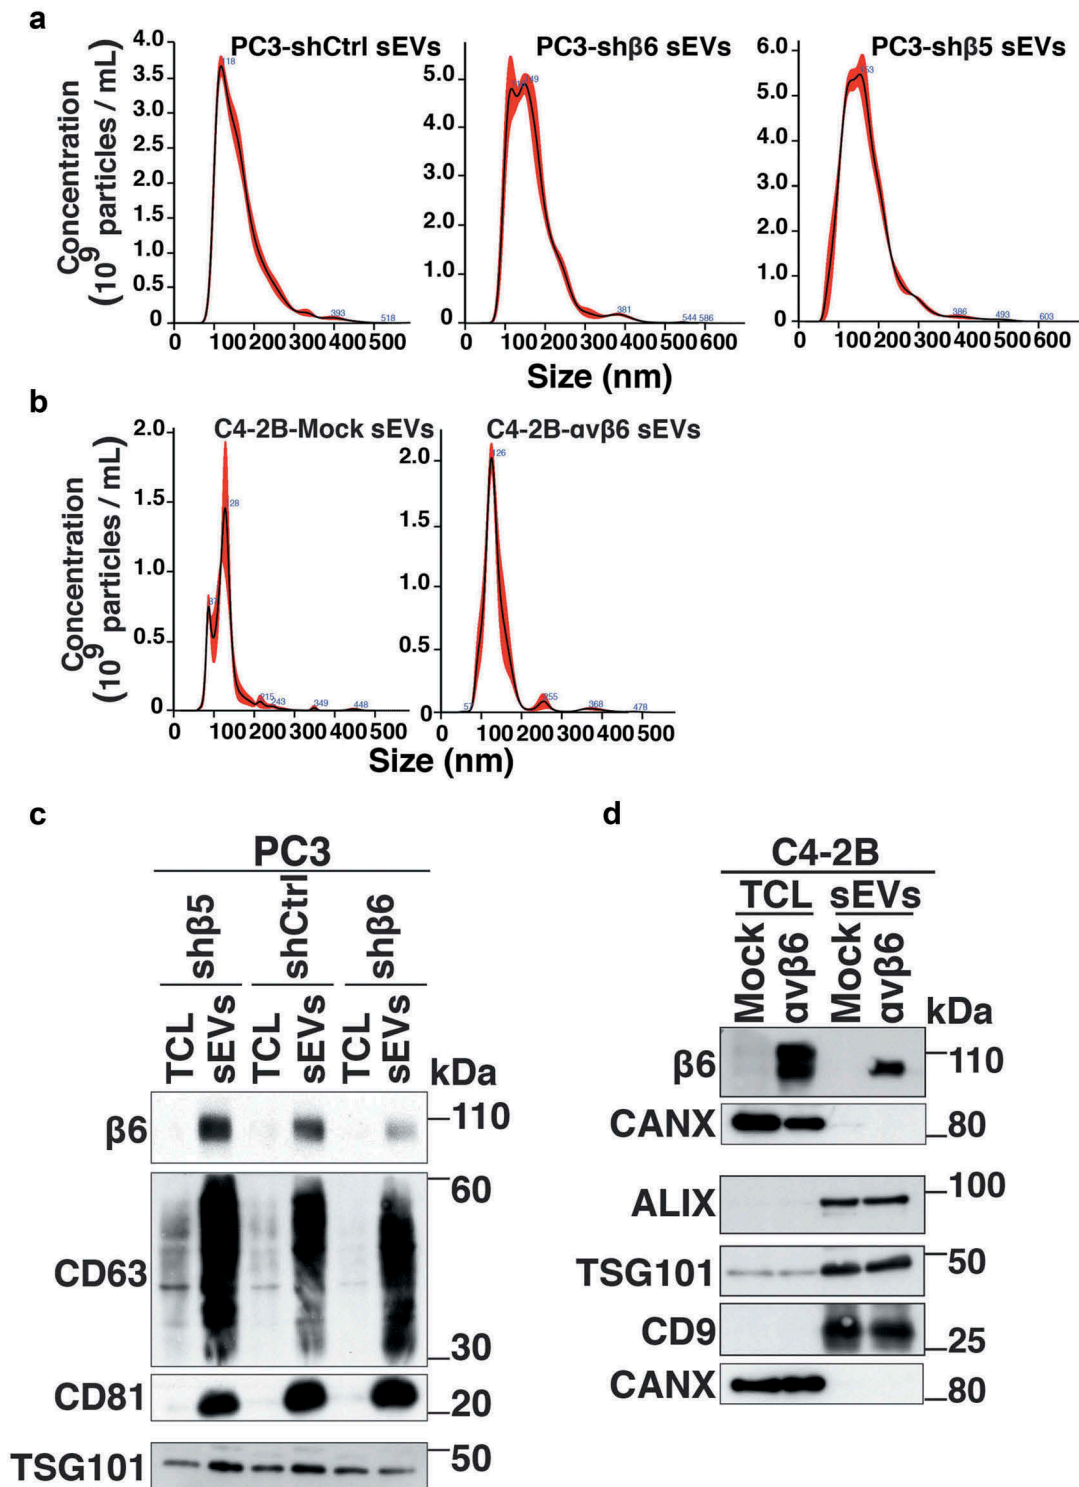 a
PC3-shCtrl sEVs
PC3-shβ6 sEVs
PC3-shβ5 sEVs
Concentration
(10⁹ particles / mL)
4.0
3.5
3.0
2.5
2.0
1.5
1.0
0.5
0
118
393
518
0 100 200 300 400 500
5.0
4.0
3.0
2.0
1.0
0
381
544 586
0 100 200 300 400 500 600
6.0
5.0
4.0
3.0
2.0
1.0
0
153
386
493
603
0 100 200 300 400 500 600
Size (nm)
b
C4-2B-Mock sEVs
C4-2B-αvβ6 sEVs
Concentration
(10⁹ particles / mL)
2.0
1.5
1.0
0.5
0
87
128
215
243
349
448
0 100 200 300 400 500
2.0
1.5
1.0
0.5
0
57
126
255
368
478
0 100 200 300 400 500
Size (nm)
c
PC3
shβ5 shCtrl shβ6
TCL sEVs TCL sEVs TCL sEVs kDa
β6 110
60
CD63
30
CD81 20
TSG101 50
d
C4-2B
TCL sEVs
Mock αvβ6 Mock αvβ6 kDa
β6 110
CANX 80
ALIX 100
TSG101 50
CD9 25
CANX 80